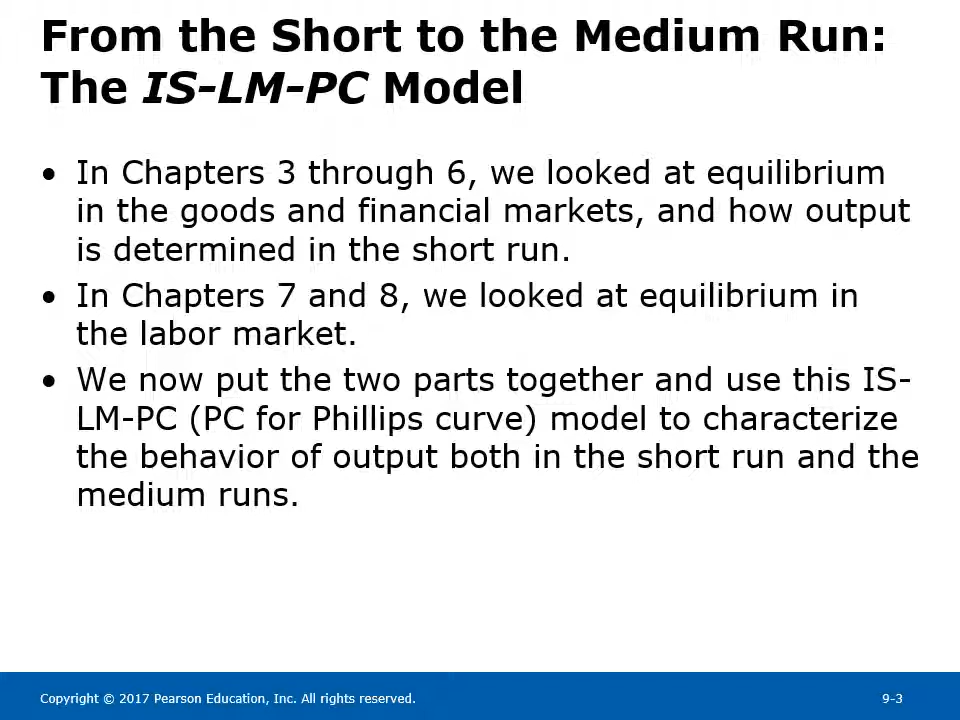 From the Short to the Medium Run:
The IS-LM-PC Model
• In Chapters 3 through 6, we looked at equilibrium
in the goods and financial markets, and how output
is determined in the short run.
• In Chapters 7 and 8, we looked at equilibrium in
the labor market.
• We now put the two parts together and use this IS-
LM-PC (PC for Phillips curve) model to characterize
the behavior of output both in the short run and the
medium runs.
Copyright © 2017 Pearson Education, Inc. All rights reserved.
9-3